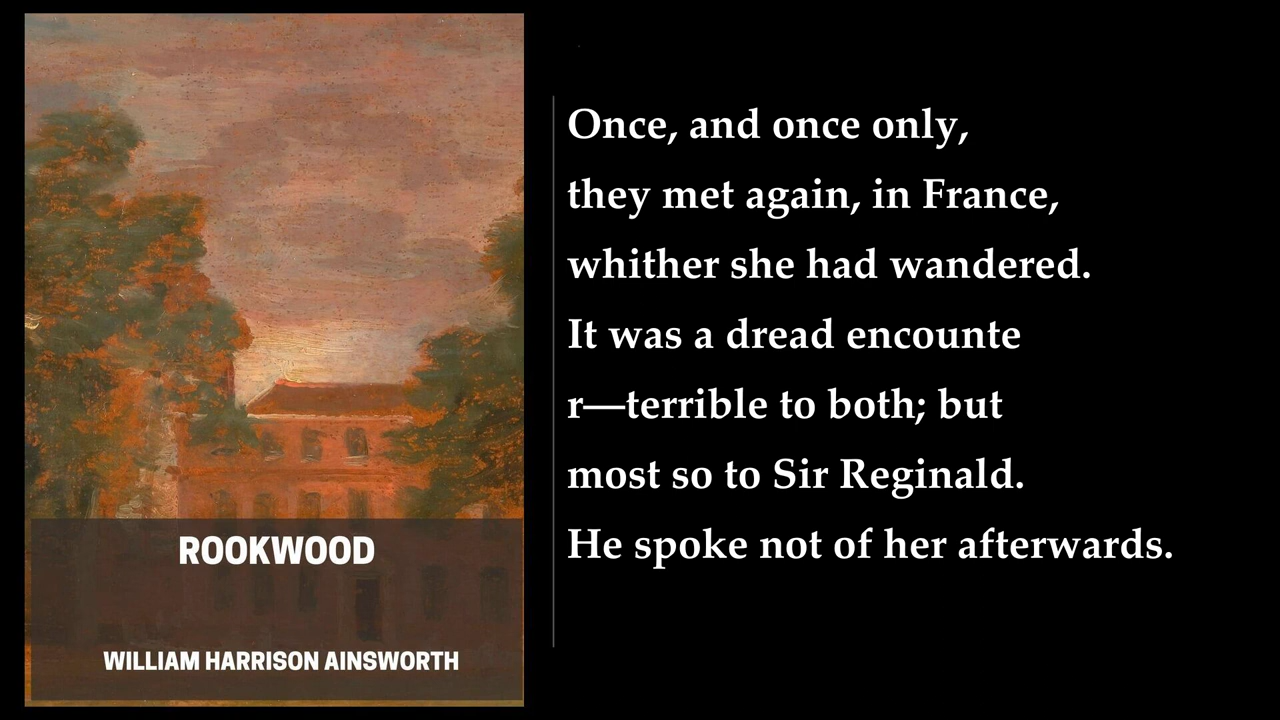 ROOKWOOD
WILLIAM HARRISON AINSWORTH
Once, and once only,
they met again, in France,
whither she had wandered.
It was a dread encounte
r—terrible to both; but
most so to Sir Reginald.
He spoke not of her afterwards.